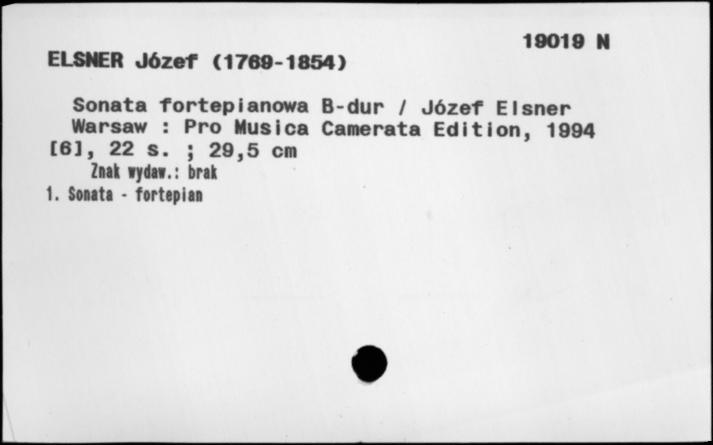 19019 N
ELSNER Józef (1769-1854)
Sonata fortepianowa B-dur / Józef Elsner
Warsaw : Pro Musica Camerata Edition, 1994
[6], 22 s. ; 29,5 cm
Znak wydaw.: brak
1. Sonata - fortepian